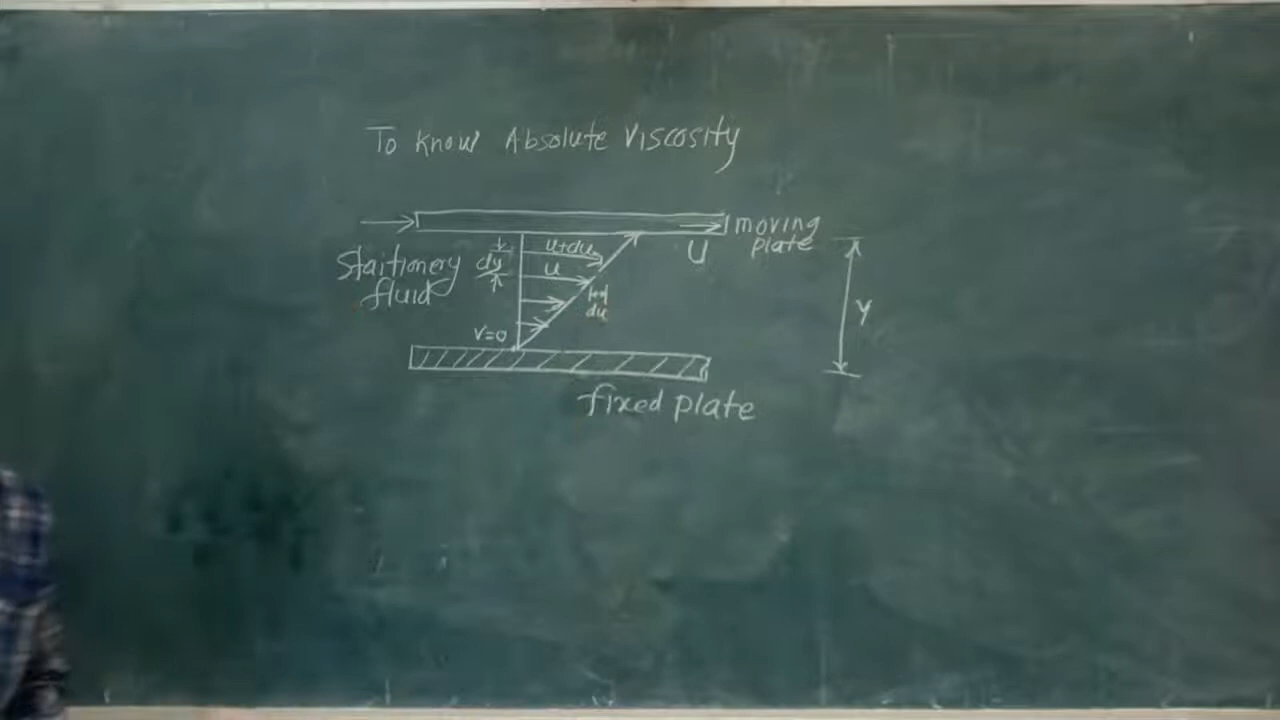 To know Absolute Viscosity
moving
plate
U
Staitionery
fluid
dy
u+du
u
du
V=0
y
fixed plate